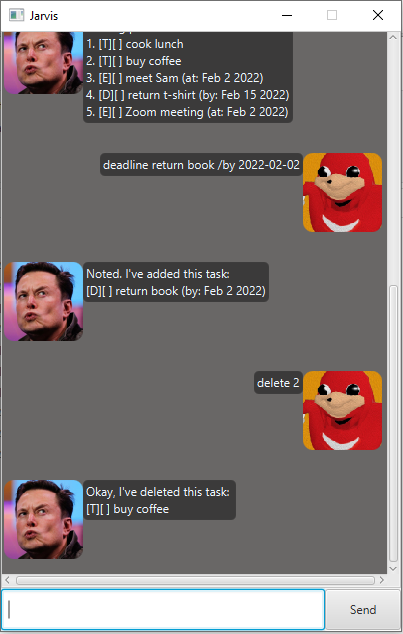 Jarvis
1. [T][ ] cook lunch
2. [T][ ] buy coffee
3. [E][ ] meet Sam (at: Feb 2 2022)
4. [D][ ] return t-shirt (by: Feb 15 2022)
5. [E][ ] Zoom meeting (at: Feb 2 2022)
deadline return book /by 2022-02-02
Noted. I've added this task:
[D][ ] return book (by: Feb 2 2022)
delete 2
Okay, I've deleted this task:
[T][ ] buy coffee
Send